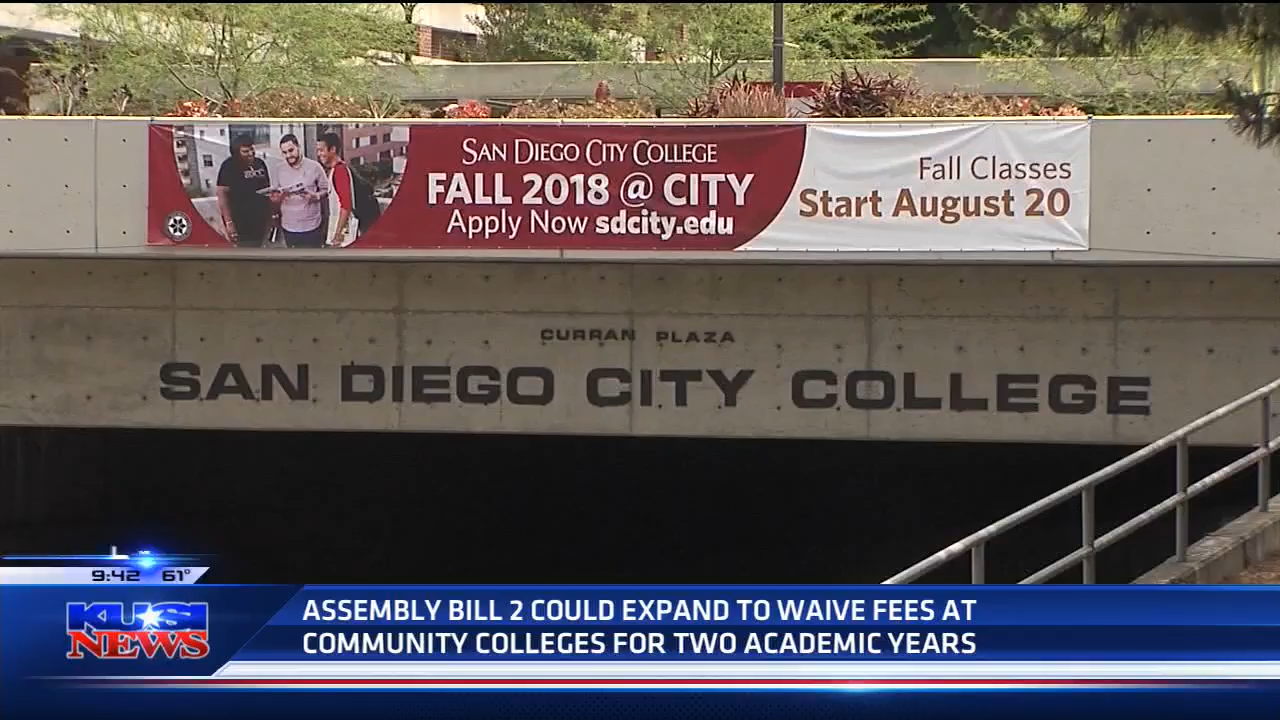 SAN DIEGO CITY COLLEGE
FALL 2018 @ CITY
Apply Now sdcity.edu
Fall Classes
Start August 20
CURRAN PLAZA
SAN DIEGO CITY COLLEGE
9:42 61°
KUSI
NEWS
ASSEMBLY BILL 2 COULD EXPAND TO WAIVE FEES AT
COMMUNITY COLLEGES FOR TWO ACADEMIC YEARS